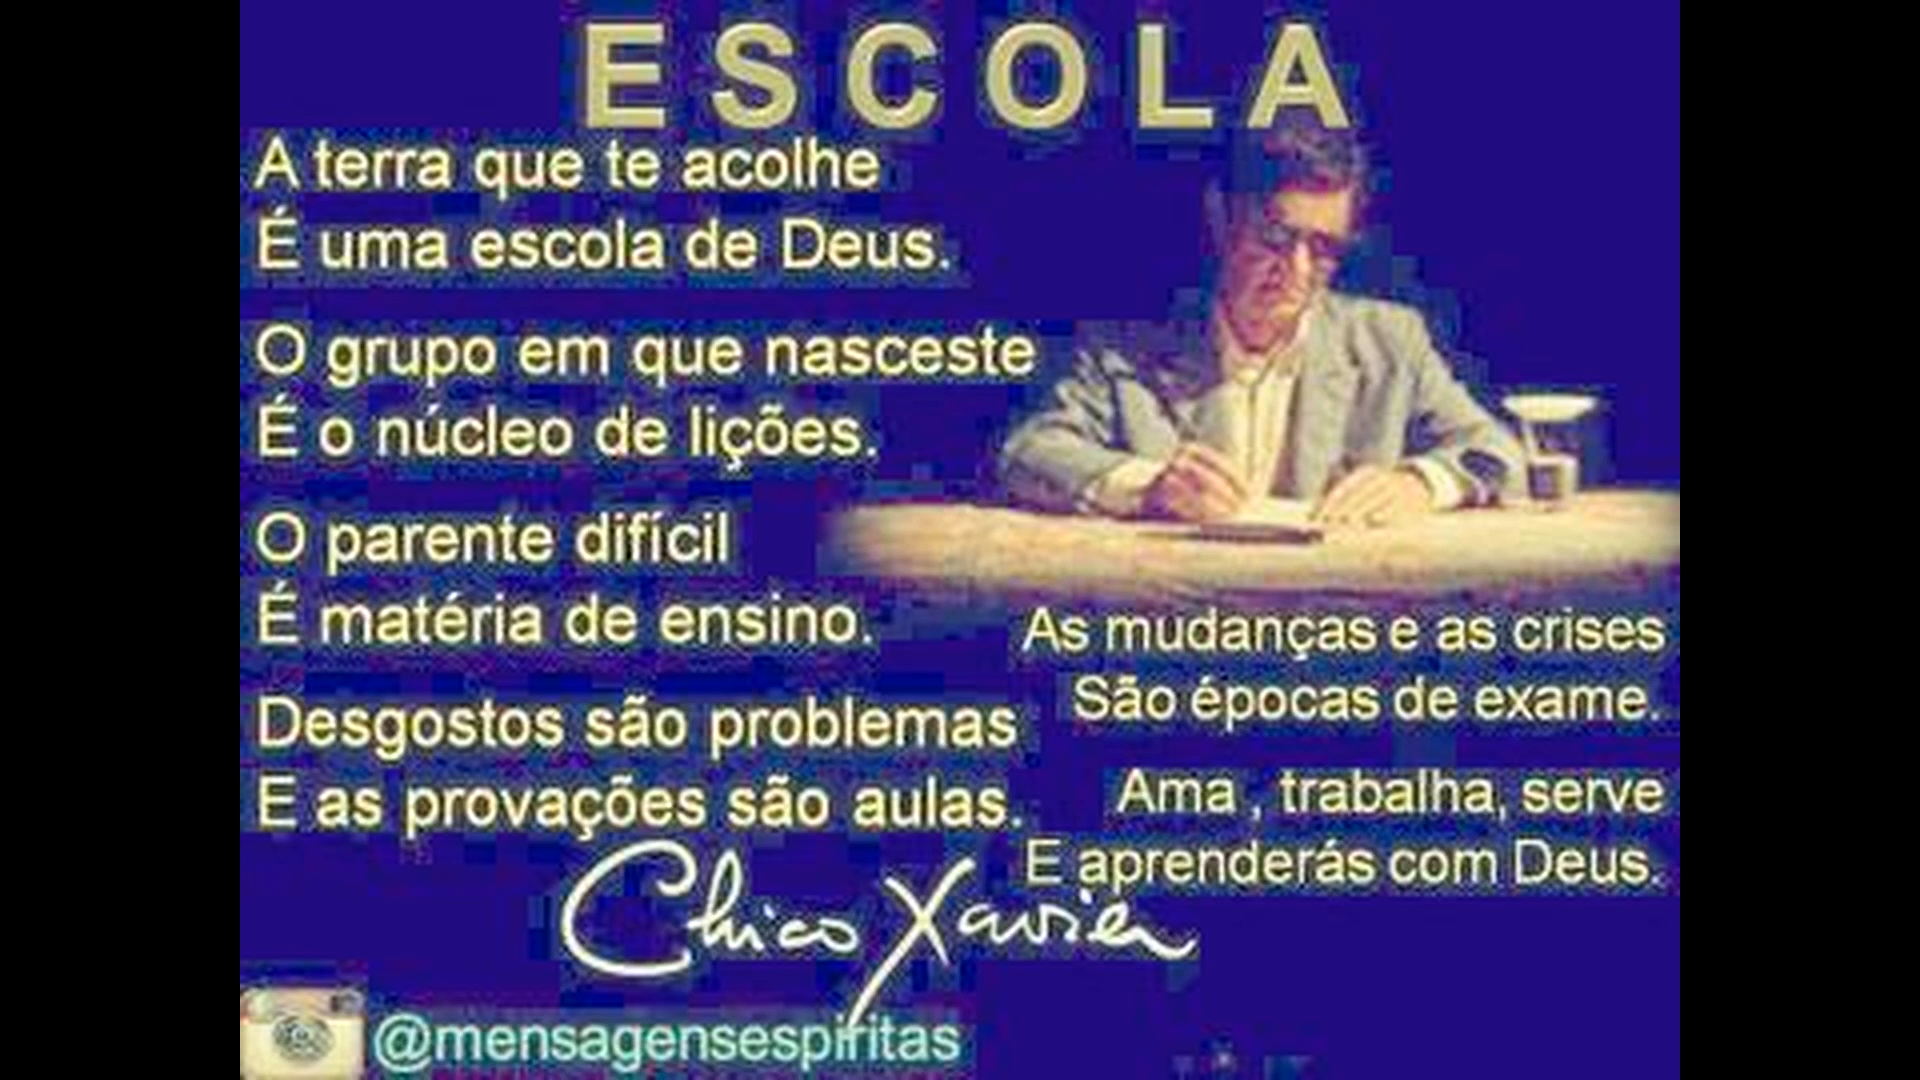 ESCOLA
A terra que te acolhe
É uma escola de Deus.
O grupo em que nasceste
É o núcleo de lições.
O parente difícil
É matéria de ensino.
Desgostos são problemas
E as provações são aulas.
As mudanças e as crises
São épocas de exame.
Ama , trabalha, serve
E aprenderás com Deus.
Chico Xavier
@mensagensespiritas